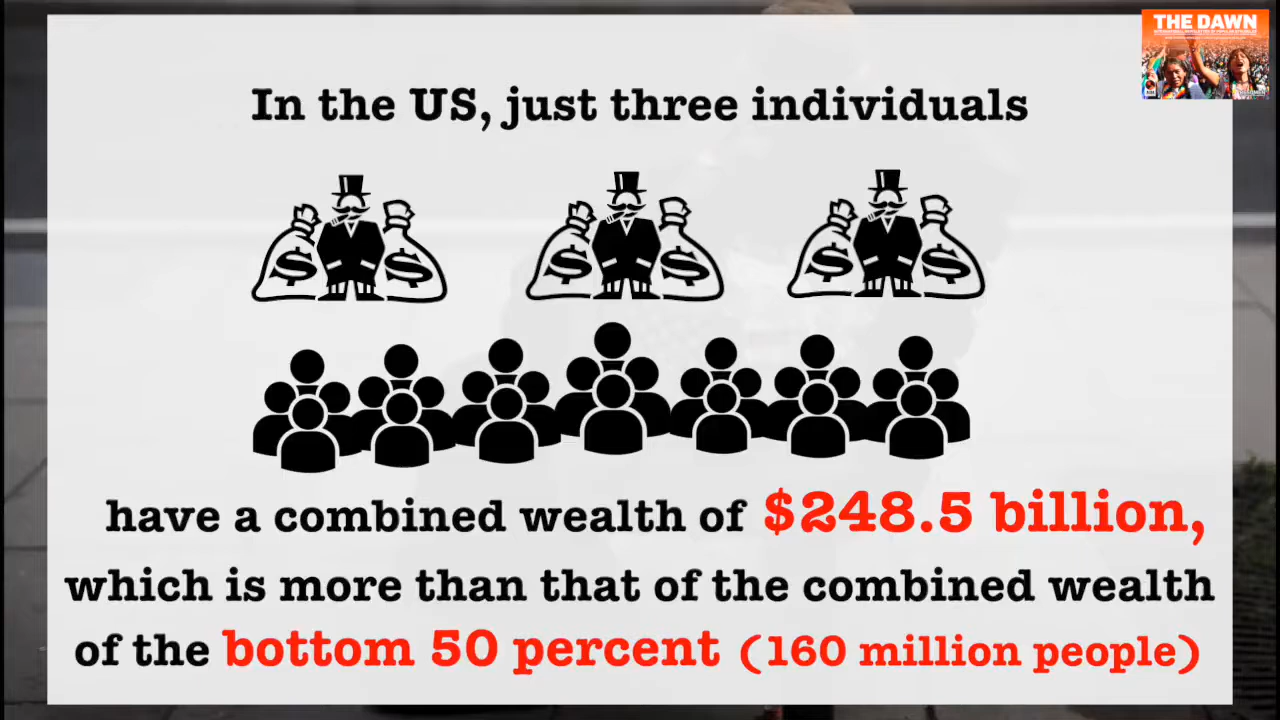 THE DAWN
In the US, just three individuals
$ $ $ $ $ $
have a combined wealth of $248.5 billion,
which is more than that of the combined wealth
of the bottom 50 percent (160 million people)